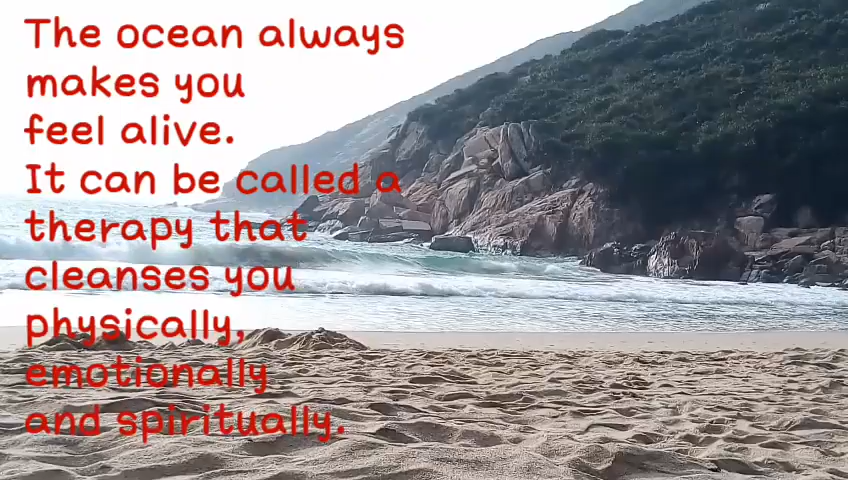 The ocean always
makes you
feel alive.
It can be called a
therapy that
cleanses you
physically,
emotionally
and spiritually.